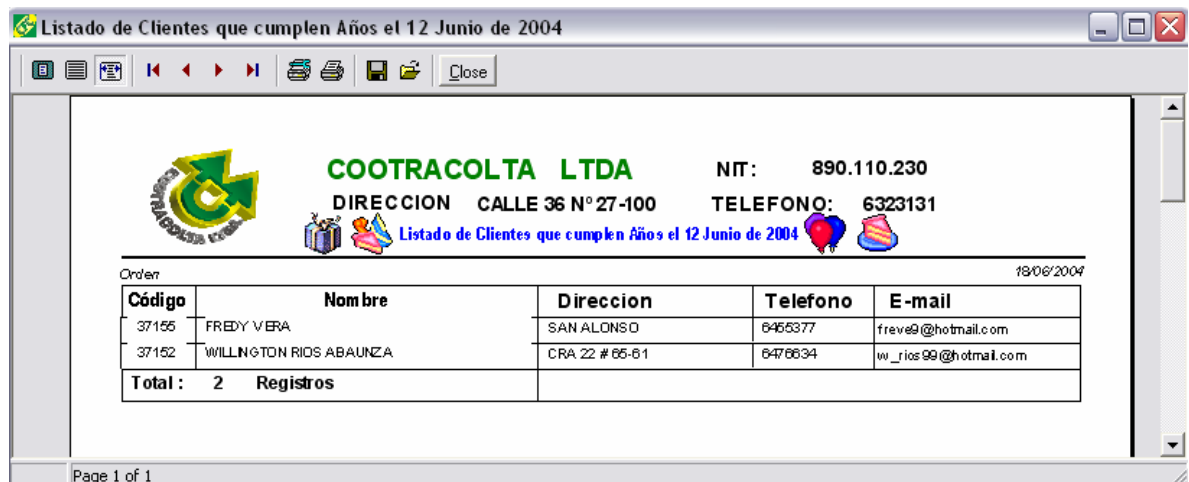 Listado de Clientes que cumplen Años el 12 Junio de 2004
Close
COOTRACOLTA LTDA NIT: 890.110.230
DIRECCION CALLE 36 Nº 27-100 TELEFONO: 6323131
Listado de Clientes que cumplen Años el 12 Junio de 2004
Orden 18/06/2004
Código Nombre Direccion Telefono E-mail
37155 FREDY VERA SAN ALONSO 6455377 freve9@hotmail.com
37152 WILLINGTON RIOS ABAUNZA CRA 22 # 65-61 6476634 w_rios99@hotmail.com
Total : 2 Registros
Page 1 of 1